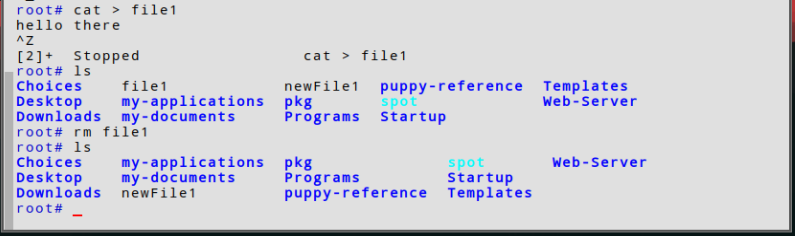 root# cat > file1
hello there
^Z
[2]+  Stopped                 cat > file1
root# ls
Choices    file1            newFile1  puppy-reference  Templates
Desktop    my-applications  pkg       spot             Web-Server
Downloads  my-documents     Programs  Startup
root# rm file1
root# ls
Choices    my-applications  pkg              spot       Web-Server
Desktop    my-documents     Programs         Startup
Downloads  newFile1         puppy-reference  Templates
root# _